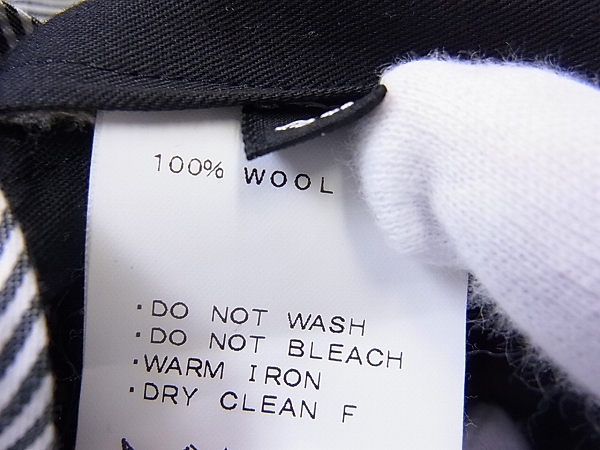 100% WOOL
·DO NOT WASH
·DO NOT BLEACH
·WARM IRON
·DRY CLEAN F